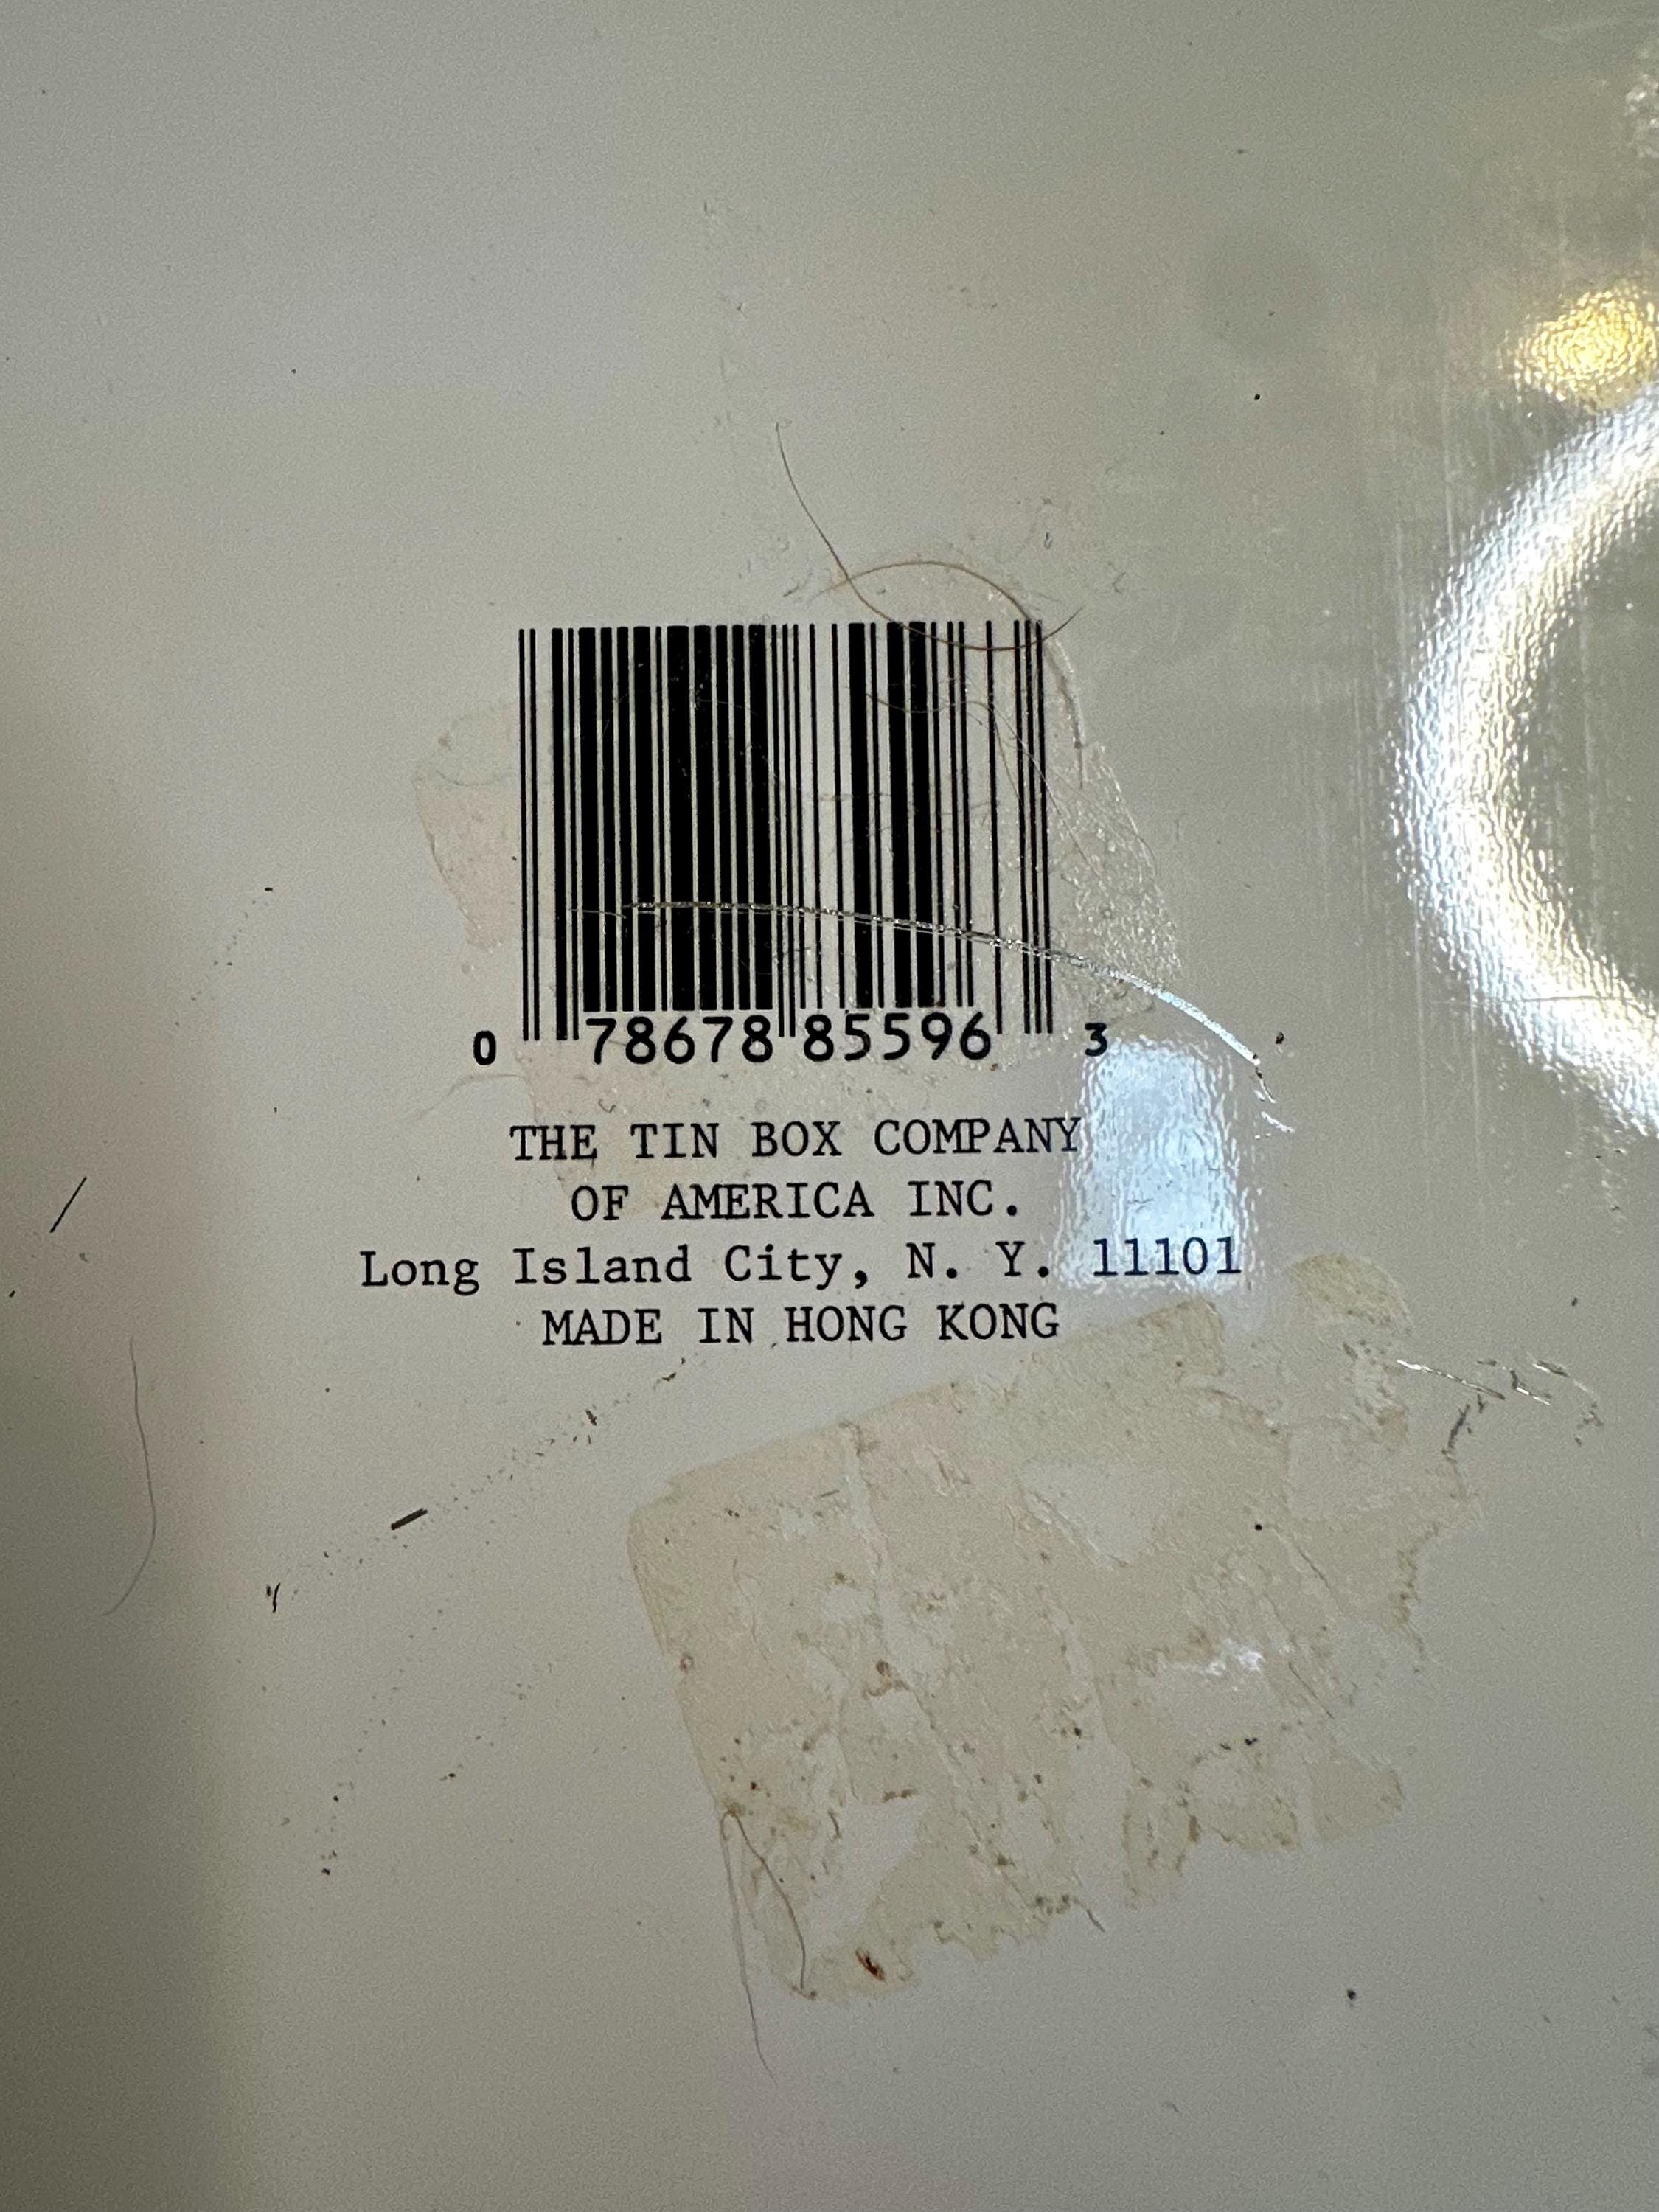 0 78678 85596 3
THE TIN BOX COMPANY
OF AMERICA INC.
Long Island City, N. Y. 11101
MADE IN HONG KONG